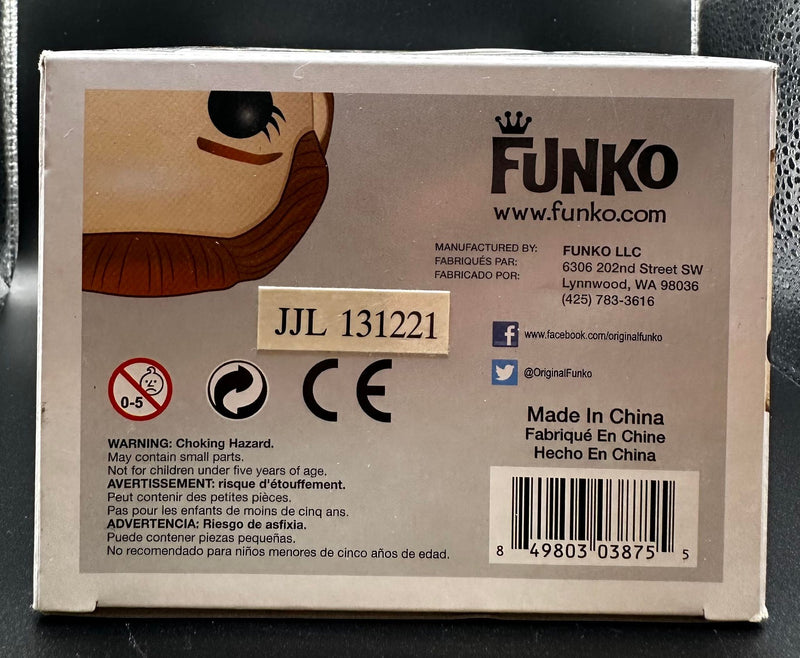 FUNKO
www.funko.com
MANUFACTURED BY:
FABRIQUÉS PAR:
FABRICADO POR:
FUNKO LLC
6306 202nd Street SW
Lynnwood, WA 98036
(425) 783-3616
JJL 131221
f www.facebook.com/originalfunko
@OriginalFunko
0-5
CE
Made In China
Fabriqué En Chine
Hecho En China
WARNING: Choking Hazard.
May contain small parts.
Not for children under five years of age.
AVERTISSEMENT: risque d'étouffement.
Peut contenir des petites pièces.
Pas pour les enfants de moins de cinq ans.
ADVERTENCIA: Riesgo de asfixia.
Puede contener piezas pequeñas.
No recomendado para niños menores de cinco años de edad.
8 49803 03875 5